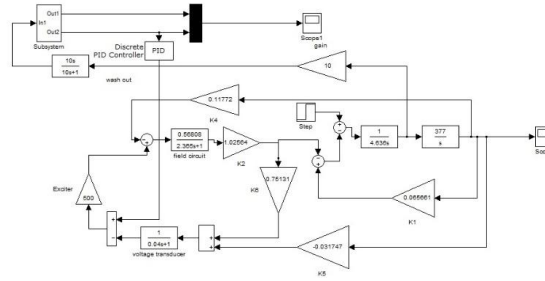 Out1
In1
Out2
Subsystem
Discrete
PID Controller
PID
Scope1
gain
10s
10s+1
wash out
10
0.11772
K4
Step
0.56808
2.365s+1
field circuit
1.02664
K2
1
4.636s
377
s
0.75131
K6
Exciter
500
0.065661
K1
1
0.04s+1
voltage transducer
-0.031747
K5